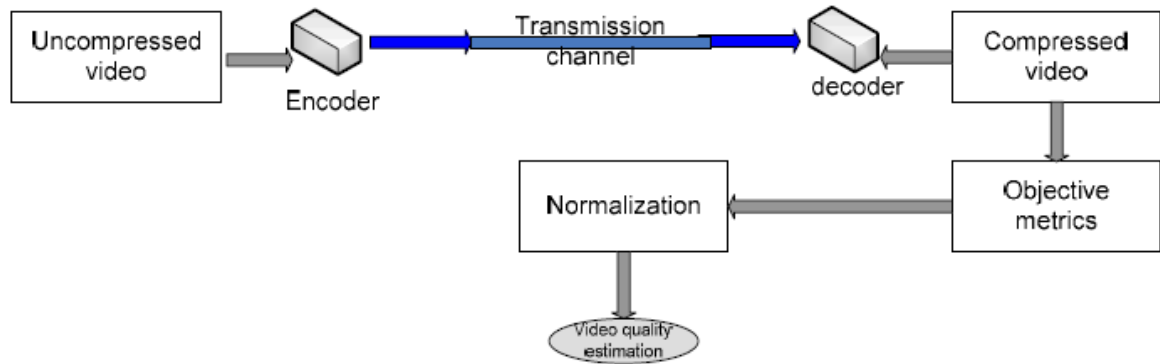 Uncompressed
video
Encoder
Transmission
channel
decoder
Compressed
video
Normalization
Objective
metrics
Video quality
estimation